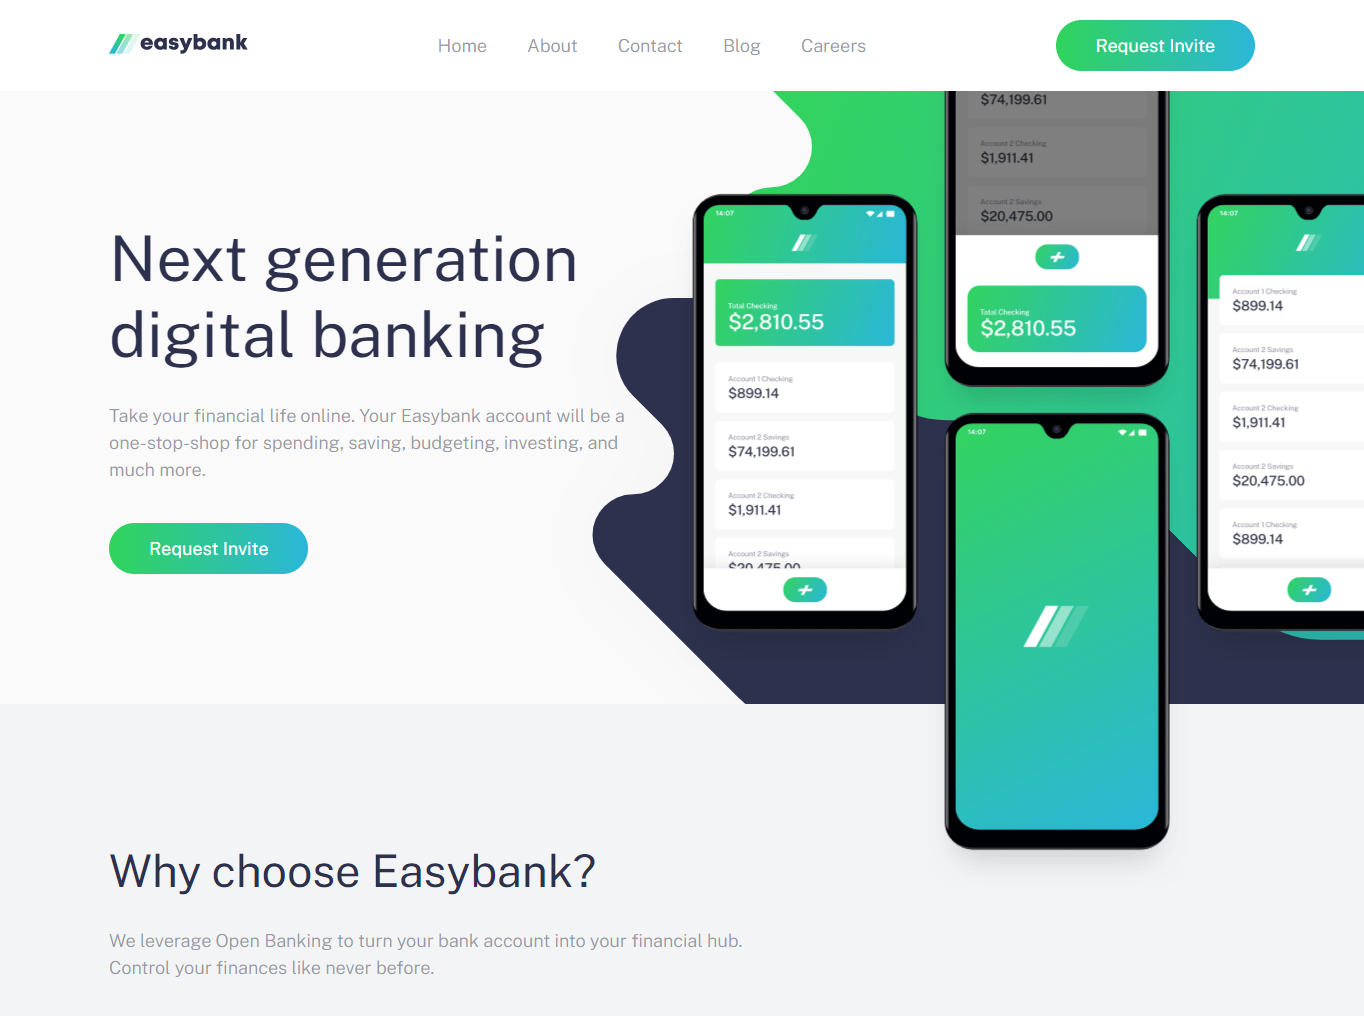 easybank
Home
About
Contact
Blog
Careers
Request Invite
Next generation
digital banking
Take your financial life online. Your Easybank account will be a
one-stop-shop for spending, saving, budgeting, investing, and
much more.
Request Invite
14:07
Total Checking
$2,810.55
Account 1 Checking
$899.14
Account 2 Savings
$74,199.61
Account 2 Checking
$1,911.41
Account 2 Savings
$20,475.00
$74,199.61
Account 2 Checking
$1,911.41
Account 2 Savings
$20,475.00
Total Checking
$2,810.55
14:07
14:07
Account 1 Checking
$899.14
Account 2 Savings
$74,199.61
Account 2 Checking
$1,911.41
Account 2 Savings
$20,475.00
Account 1 Checking
$899.14
Why choose Easybank?
We leverage Open Banking to turn your bank account into your financial hub.
Control your finances like never before.